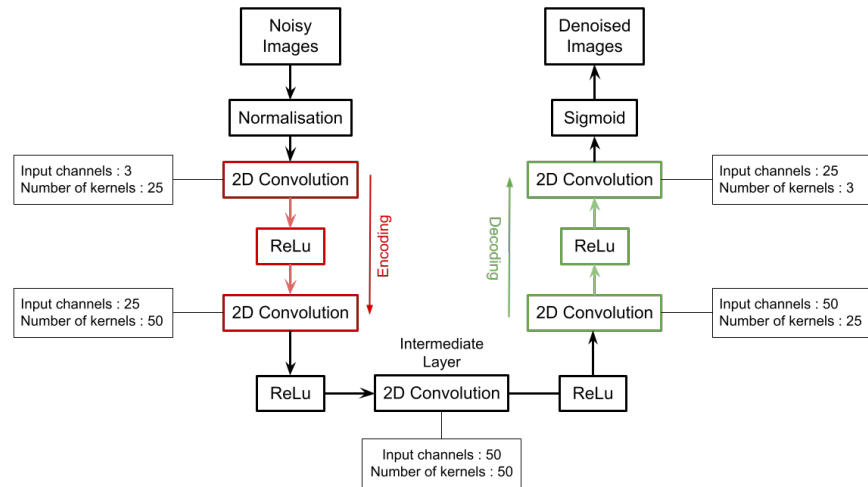 Noisy
Images
Normalisation
Input channels : 3
Number of kernels : 25
2D Convolution
ReLu
Encoding
Input channels : 25
Number of kernels : 50
2D Convolution
ReLu
Intermediate
Layer
2D Convolution
Input channels : 50
Number of kernels : 50
ReLu
2D Convolution
Input channels : 50
Number of kernels : 25
Decoding
ReLu
2D Convolution
Input channels : 25
Number of kernels : 3
Sigmoid
Denoised
Images